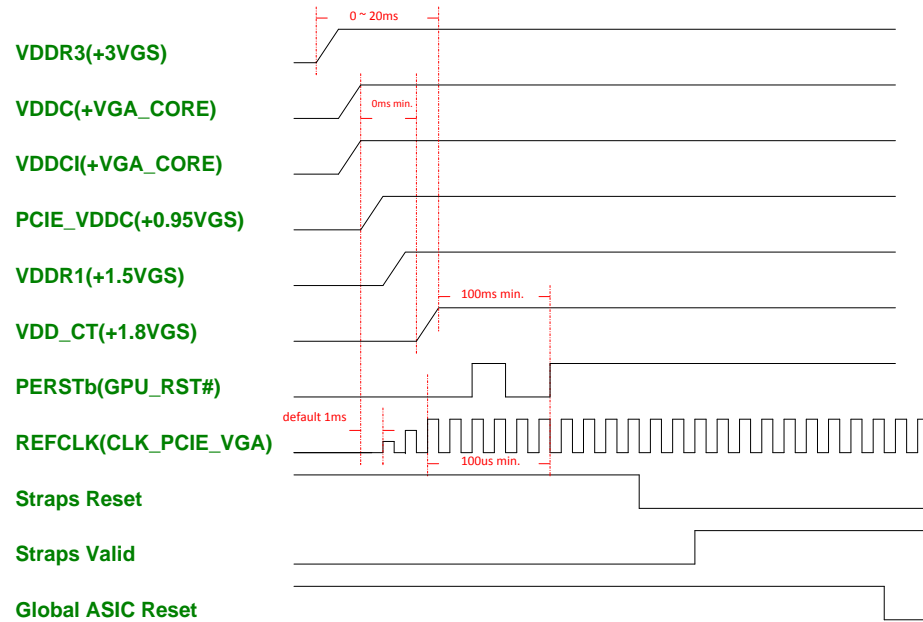 0 ~ 20ms
VDDR3(+3VGS)
VDDC(+VGA_CORE)
0ms min.
VDDCI(+VGA_CORE)
PCIE_VDDC(+0.95VGS)
VDDR1(+1.5VGS)
100ms min.
VDD_CT(+1.8VGS)
PERSTb(GPU_RST#)
default 1ms
REFCLK(CLK_PCIE_VGA)
100us min.
Straps Reset
Straps Valid
Global ASIC Reset